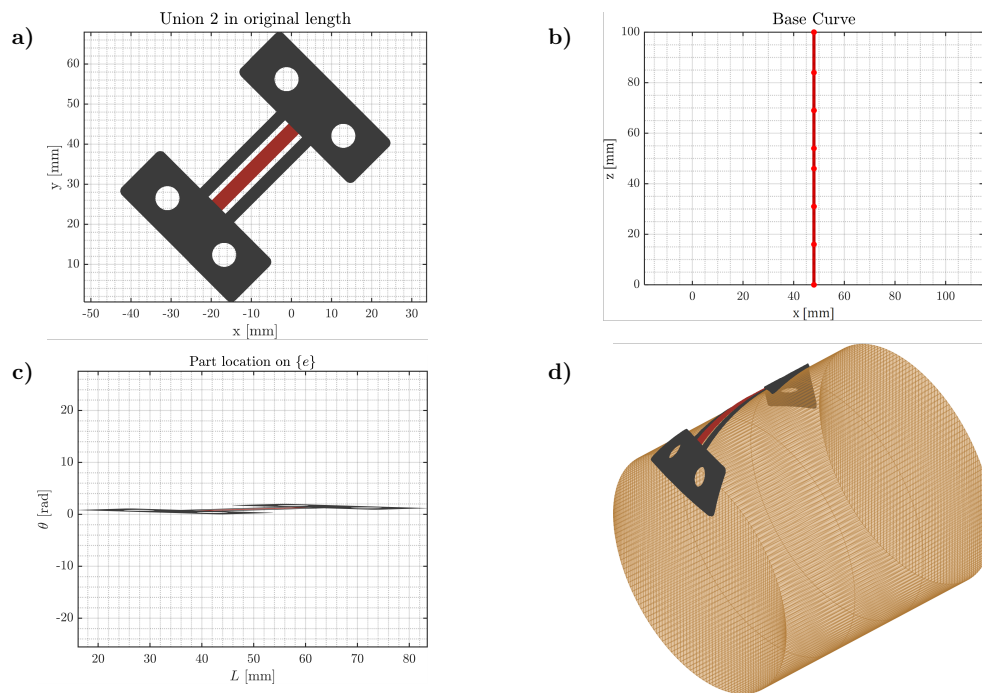 a)
Union 2 in original length
60
50
40
30
20
10
y [mm]
-50 -40 -30 -20 -10 0 10 20 30
x [mm]
b)
Base Curve
100
80
60
40
20
0
z [mm]
0 20 40 60 80 100
x [mm]
c)
Part location on {e}
20
10
0
-10
-20
θ [rad]
20 30 40 50 60 70 80
L [mm]
d)